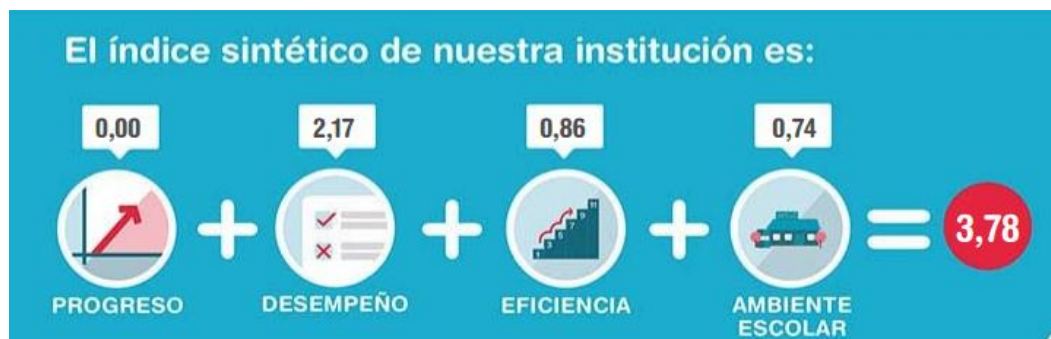 El índice sintético de nuestra institución es:
0,00
2,17
0,86
0,74
3,78
PROGRESO
DESEMPEÑO
EFICIENCIA
AMBIENTE
ESCOLAR